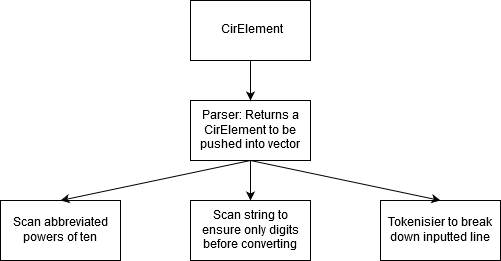 CirElement
Parser: Returns a
CirElement to be
pushed into vector
Scan abbreviated
powers of ten
Scan string to
ensure only digits
before converting
Tokenisier to break
down inputted line